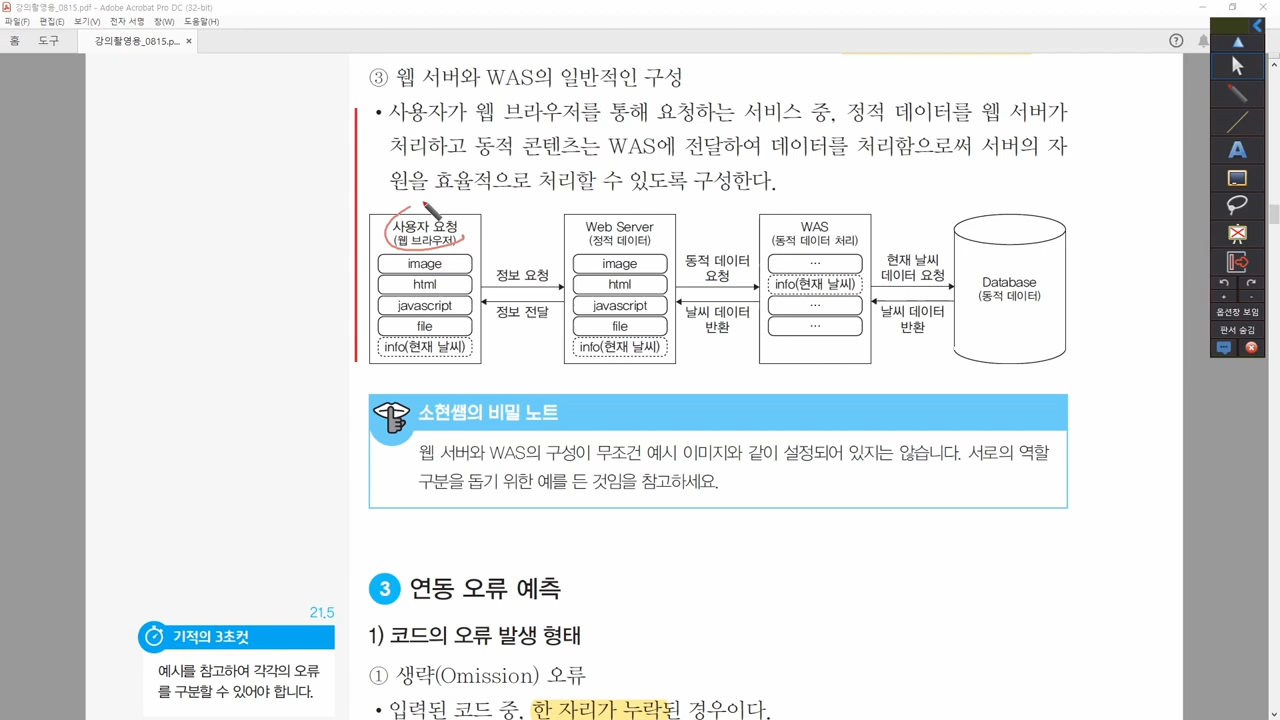 강의촬영용_0815.pdf - Adobe Acrobat Pro DC (32-bit)
파일(F) 편집(E) 보기(V) 전자 서명 창(W) 도움말(H)
홈 도구 강의촬영용_0815.p... ×
③ 웹 서버와 WAS의 일반적인 구성
• 사용자가 웹 브라우저를 통해 요청하는 서비스 중, 정적 데이터를 웹 서버가
처리하고 동적 콘텐츠는 WAS에 전달하여 데이터를 처리함으로써 서버의 자
원을 효율적으로 처리할 수 있도록 구성한다.
사용자 요청
(웹 브라우저)
image
html
javascript
file
info(현재 날씨)
정보 요청
정보 전달
Web Server
(정적 데이터)
image
html
javascript
file
info(현재 날씨)
동적 데이터
요청
날씨 데이터
반환
WAS
(동적 데이터 처리)
...
info(현재 날씨)
...
...
현재 날씨
데이터 요청
날씨 데이터
반환
Database
(동적 데이터)
소현쌤의 비밀 노트
웹 서버와 WAS의 구성이 무조건 예시 이미지와 같이 설정되어 있지는 않습니다. 서로의 역할
구분을 돕기 위한 예를 든 것임을 참고하세요.
3 연동 오류 예측
1) 코드의 오류 발생 형태
① 생략(Omission) 오류
• 입력된 코드 중, 한 자리가 누락된 경우이다.
21.5
기적의 3초컷
예시를 참고하여 각각의 오류
를 구분할 수 있어야 합니다.
A
옵션창 보임
판서 숨김